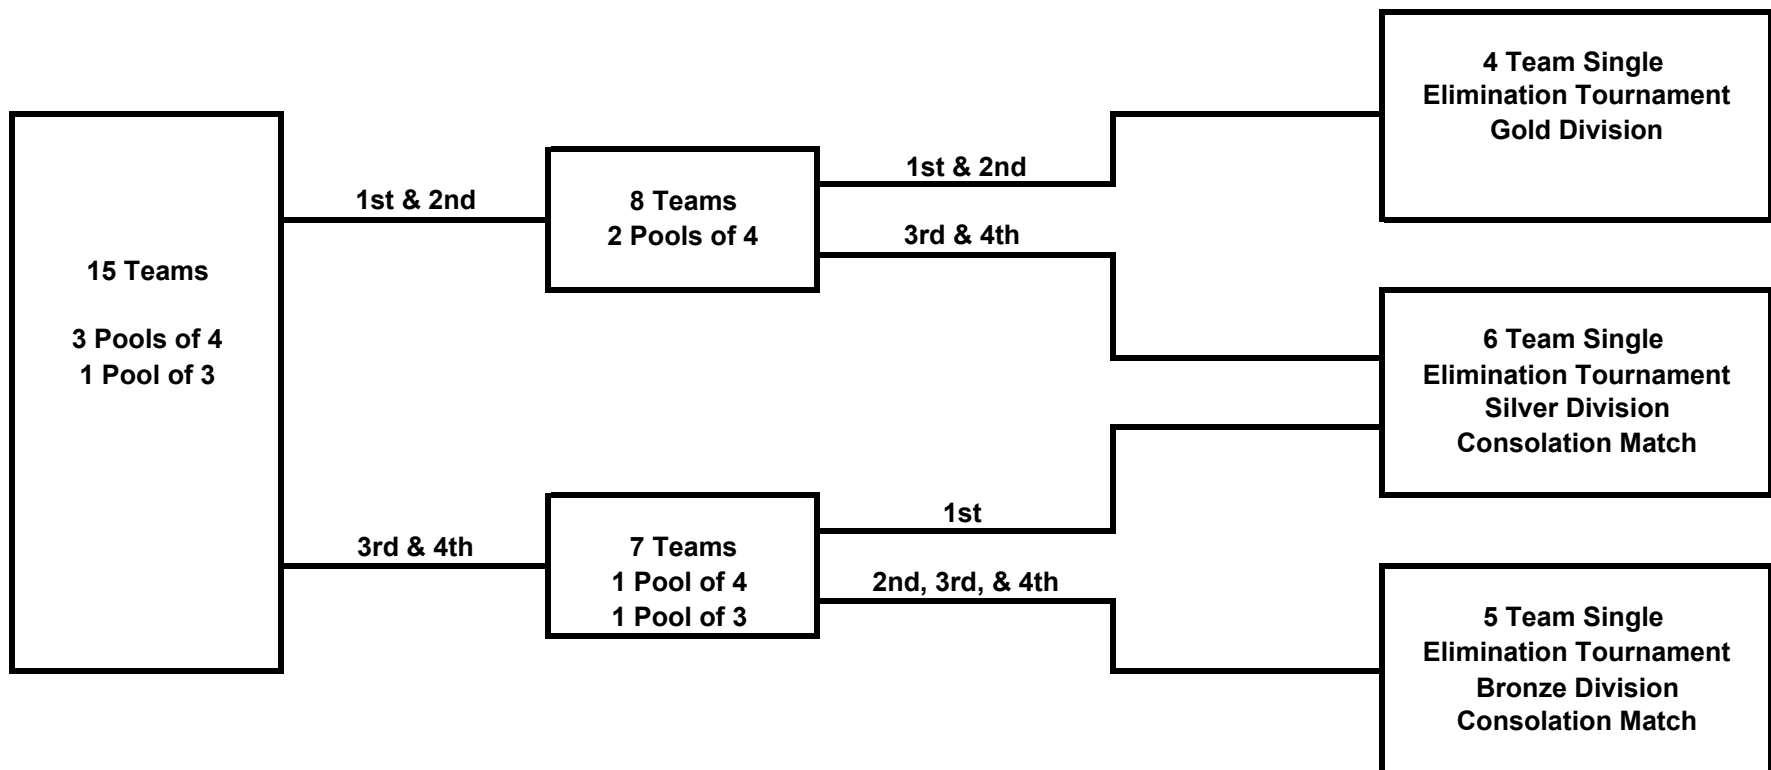 15 Teams
3 Pools of 4
1 Pool of 3
1st & 2nd
3rd & 4th
8 Teams
2 Pools of 4
7 Teams
1 Pool of 4
1 Pool of 3
1st & 2nd
3rd & 4th
1st
2nd, 3rd, & 4th
4 Team Single
Elimination Tournament
Gold Division
6 Team Single
Elimination Tournament
Silver Division
Consolation Match
5 Team Single
Elimination Tournament
Bronze Division
Consolation Match